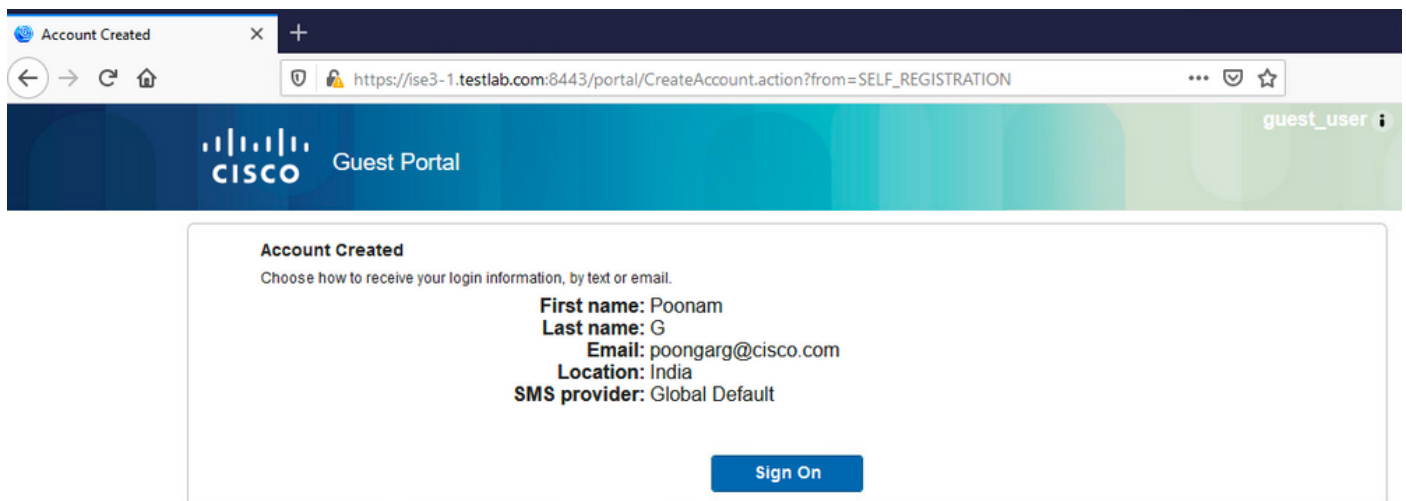 Account Created
https://ise3-1.testlab.com:8443/portal/CreateAccount.action?from=SELF_REGISTRATION
guest_user
CISCO Guest Portal
Account Created
Choose how to receive your login information, by text or email.
First name: Poonam
Last name: G
Email: poongarg@cisco.com
Location: India
SMS provider: Global Default
Sign On